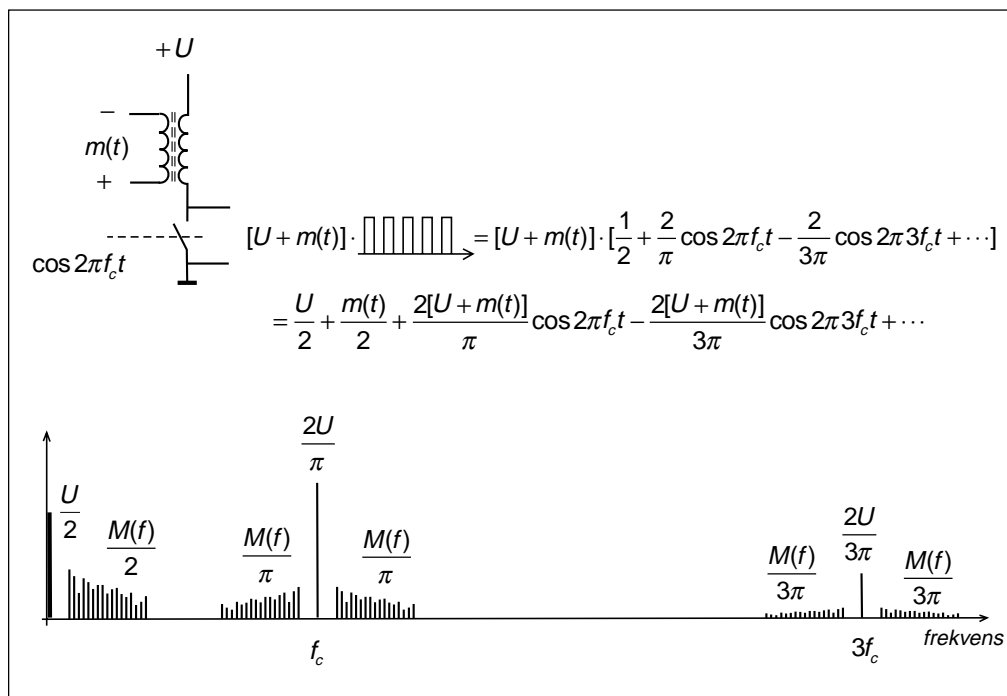 +U
−
m(t)
+
cos 2πf_c t
[U + m(t)] · = [U + m(t)] · [1/2 + 2/π cos 2πf_c t − 2/3π cos 2π3f_c t + ⋯]
= U/2 + m(t)/2 + 2[U + m(t)]/π cos 2πf_c t − 2[U + m(t)]/3π cos 2π3f_c t + ⋯
U/2
M(f)/2
M(f)/π
2U/π
M(f)/π
M(f)/3π
2U/3π
M(f)/3π
f_c
3f_c
frekvens